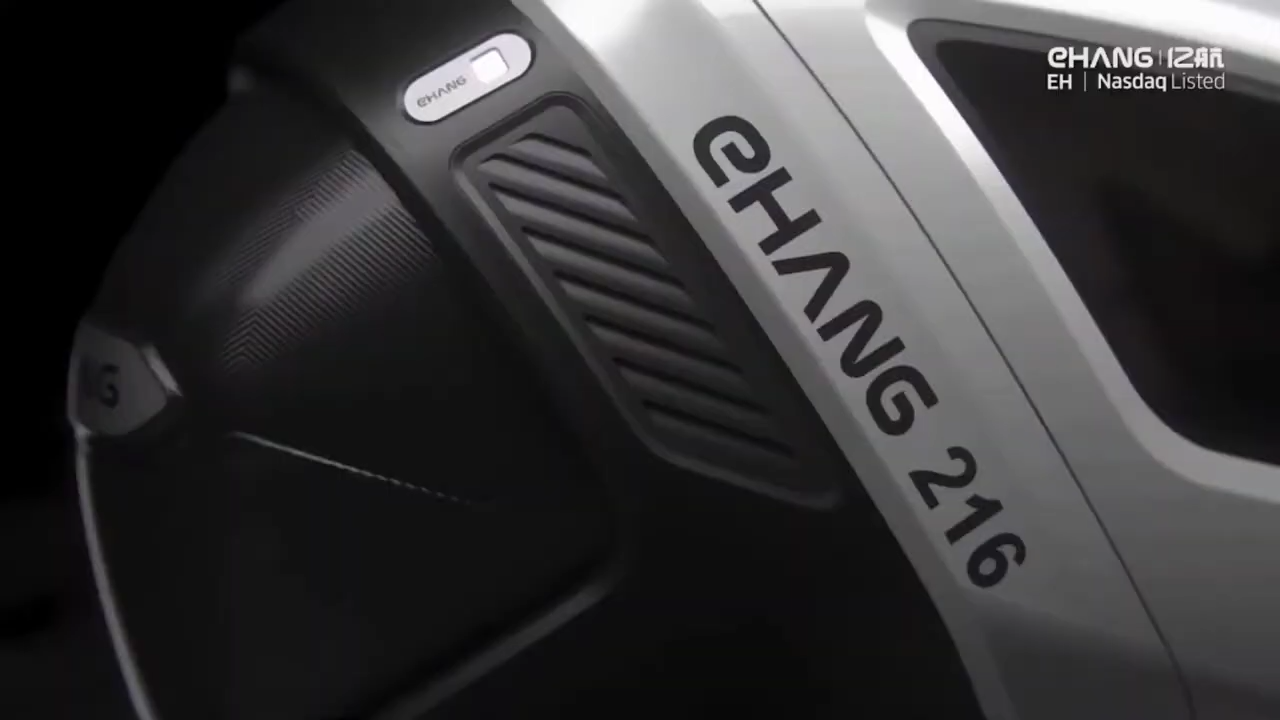 EHANG | 亿航
EH | Nasdaq Listed
EHANG
EHANG 216
G